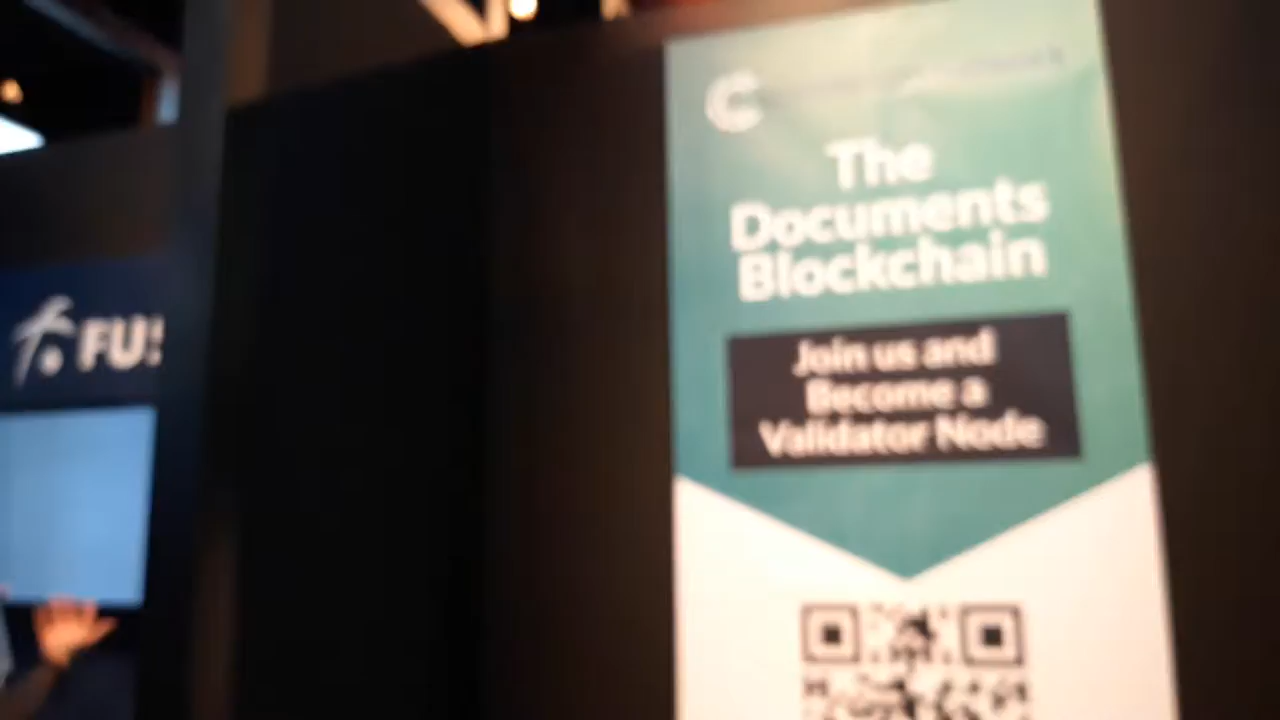 The
Documents
Blockchain
Join us and
Become a
Validator Node
FU!